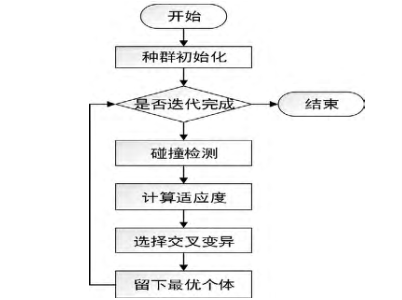 开始
种群初始化
是否迭代完成
结束
碰撞检测
计算适应度
选择交叉变异
留下最优个体